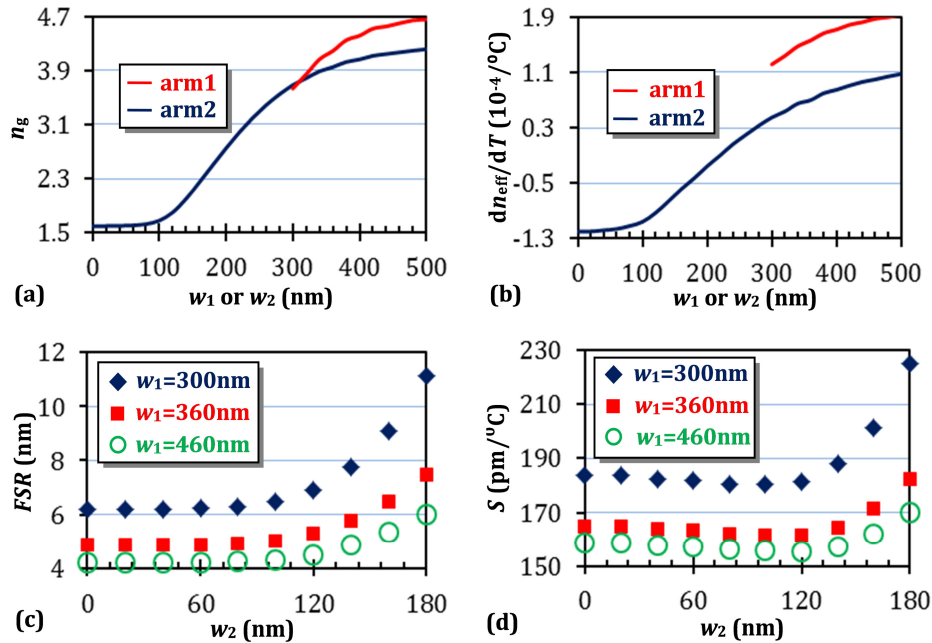 4.7
3.9
3.1
2.3
1.5
n_g
arm1
arm2
0 100 200 300 400 500
w₁ or w₂ (nm)
(a)
1.9
1.1
0.3
-0.5
-1.3
dn_eff/dT (10⁻⁴/⁰C)
arm1
arm2
0 100 200 300 400 500
w₁ or w₂ (nm)
(b)
12
10
8
6
4
FSR (nm)
w₁=300nm
w₁=360nm
w₁=460nm
0 60 120 180
w₂ (nm)
(c)
230
210
190
170
150
S (pm/⁰C)
w₁=300nm
w₁=360nm
w₁=460nm
0 60 120 180
w₂ (nm)
(d)